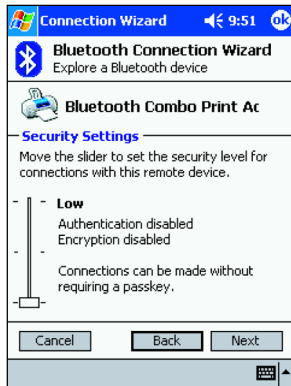 Connection Wizard 9:51 ok
Bluetooth Connection Wizard
Explore a Bluetooth device
Bluetooth Combo Print Ac
Security Settings
Move the slider to set the security level for
connections with this remote device.
Low
Authentication disabled
Encryption disabled
Connections can be made without
requiring a passkey.
Cancel Back Next